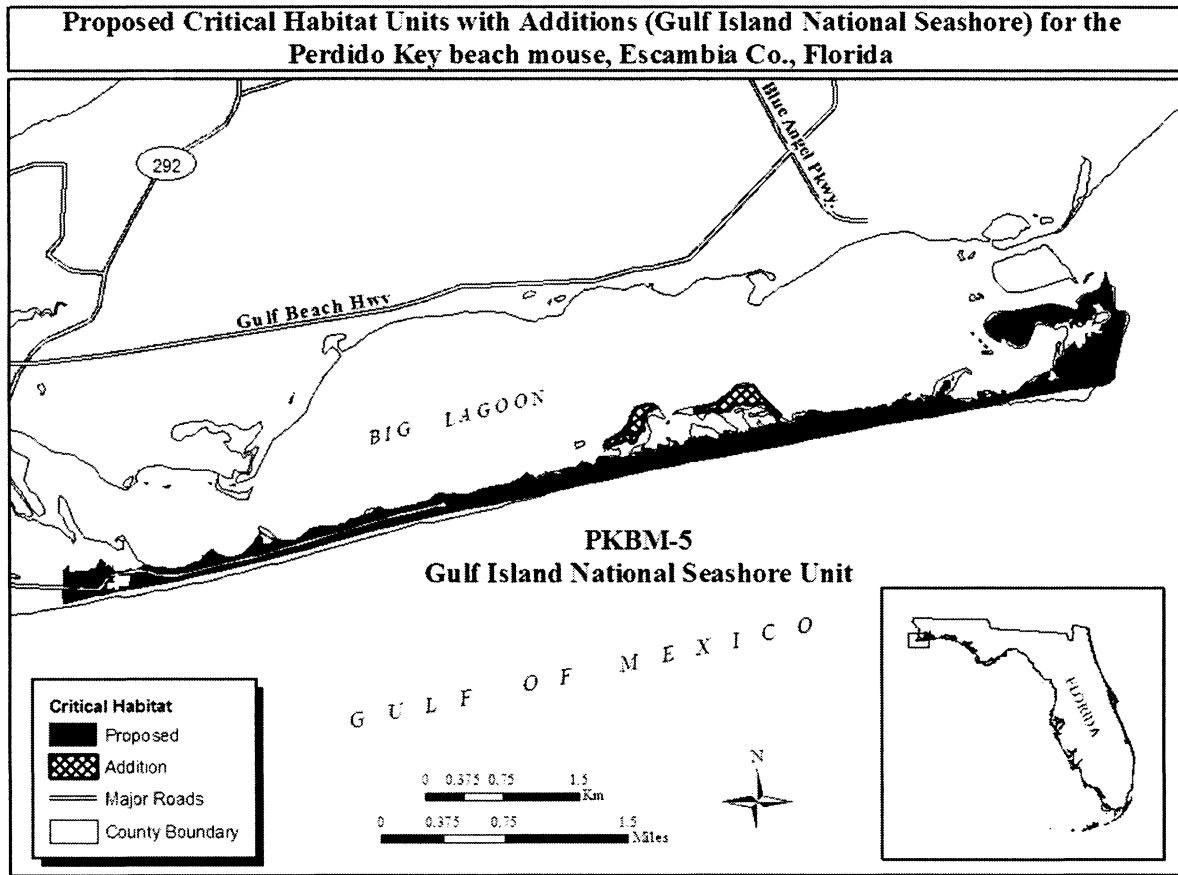 Proposed Critical Habitat Units with Additions (Gulf Island National Seashore) for the
Perdido Key beach mouse, Escambia Co., Florida
292
Blue Angel Pkwy.
Gulf Beach Hwy
BIG LAGOON
PKBM-5
Gulf Island National Seashore Unit
GULF OF MEXICO
Critical Habitat
Proposed
Addition
Major Roads
County Boundary
0 0.375 0.75 1.5
Km
0 0.375 0.75 1.5
Miles
N
FLORIDA